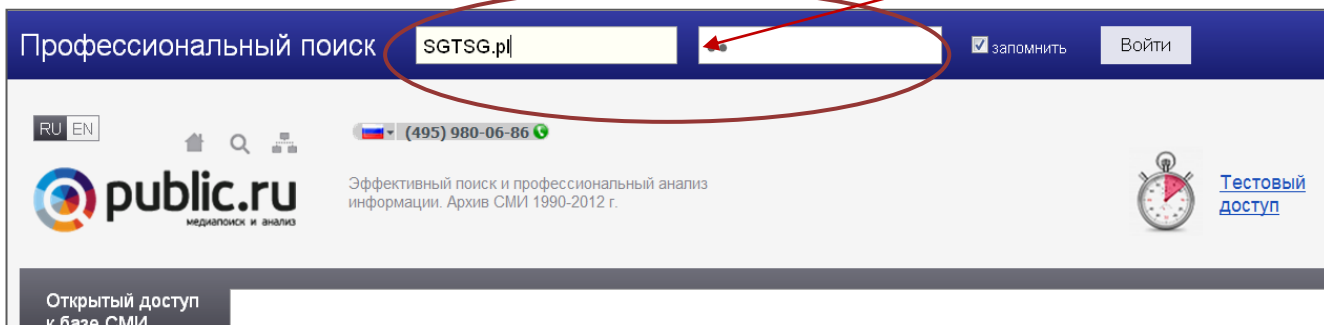 Профессиональный поиск SGTSG.pl •• запомнить Войти
RU EN
(495) 980-06-86
public.ru
медиапоиск и анализ
Эффективный поиск и профессиональный анализ
информации. Архив СМИ 1990-2012 г.
Тестовый
доступ
Открытый доступ
к базе СМИ